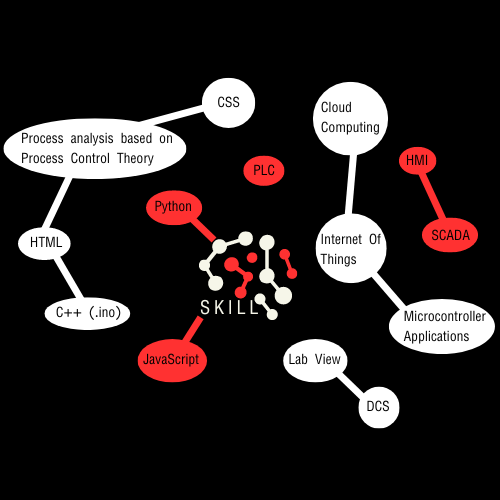 CSS
Cloud
Computing
Process analysis based on
Process Control Theory
HMI
PLC
Python
SCADA
HTML
Internet Of
Things
C++ (.ino)
SKILL
Microcontroller
Applications
JavaScript
Lab View
DCS